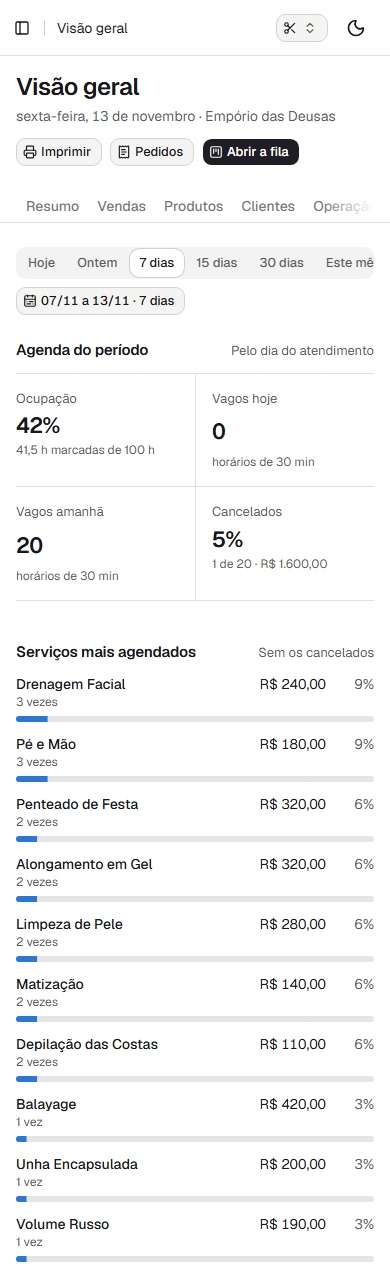 Visão geral
Visão geral
sexta-feira, 13 de novembro · Empório das Deusas
Imprimir Pedidos Abrir a fila
Resumo Vendas Produtos Clientes Operaçã
Hoje Ontem 7 dias 15 dias 30 dias Este mê
07/11 a 13/11 · 7 dias
Agenda do período Pelo dia do atendimento
Ocupação
42%
41,5 h marcadas de 100 h
Vagos hoje
0
horários de 30 min
Vagos amanhã
20
horários de 30 min
Cancelados
5%
1 de 20 · R$ 1.600,00
Serviços mais agendados Sem os cancelados
Drenagem Facial R$ 240,00 9%
3 vezes
Pé e Mão R$ 180,00 9%
3 vezes
Penteado de Festa R$ 320,00 6%
2 vezes
Alongamento em Gel R$ 320,00 6%
2 vezes
Limpeza de Pele R$ 280,00 6%
2 vezes
Matização R$ 140,00 6%
2 vezes
Depilação das Costas R$ 110,00 6%
2 vezes
Balayage R$ 420,00 3%
1 vez
Unha Encapsulada R$ 200,00 3%
1 vez
Volume Russo R$ 190,00 3%
1 vez